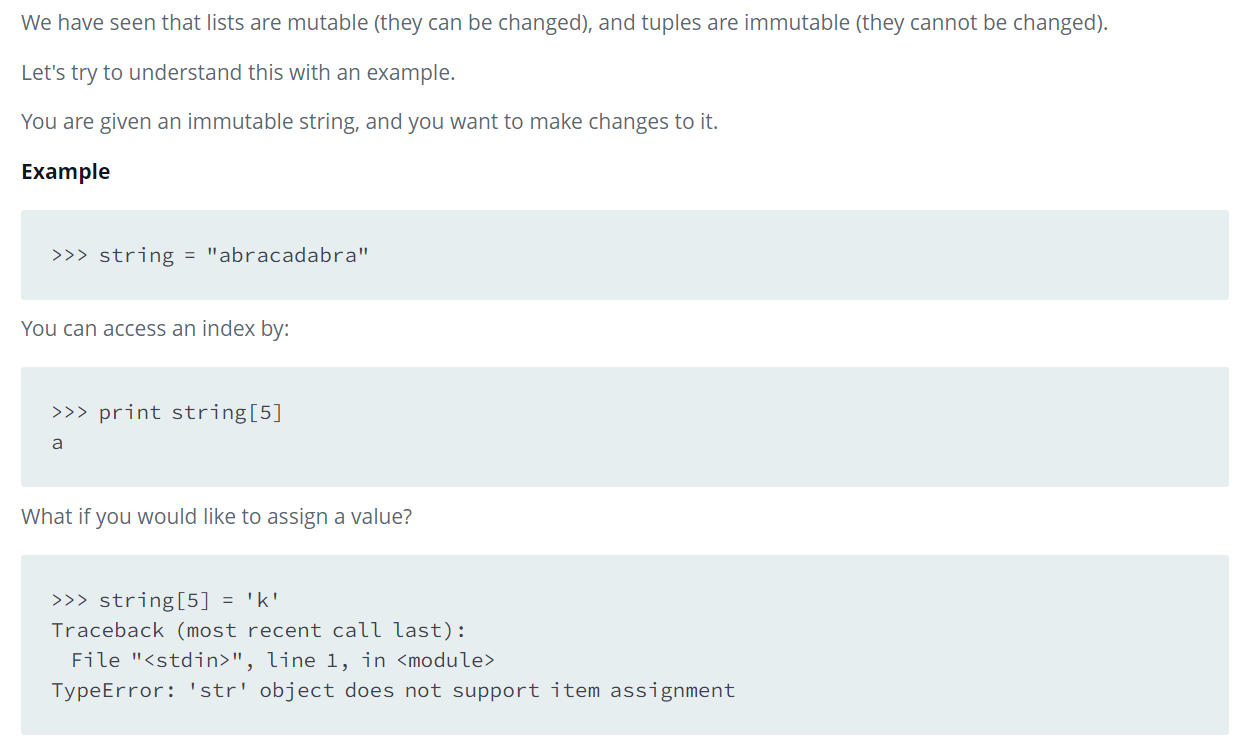 We have seen that lists are mutable (they can be changed), and tuples are immutable (they cannot be changed).
Let's try to understand this with an example.
You are given an immutable string, and you want to make changes to it.
Example
>>> string = "abracadabra"
You can access an index by:
>>> print string[5]
a
What if you would like to assign a value?
>>> string[5] = 'k'
Traceback (most recent call last):
  File "<stdin>", line 1, in <module>
TypeError: 'str' object does not support item assignment